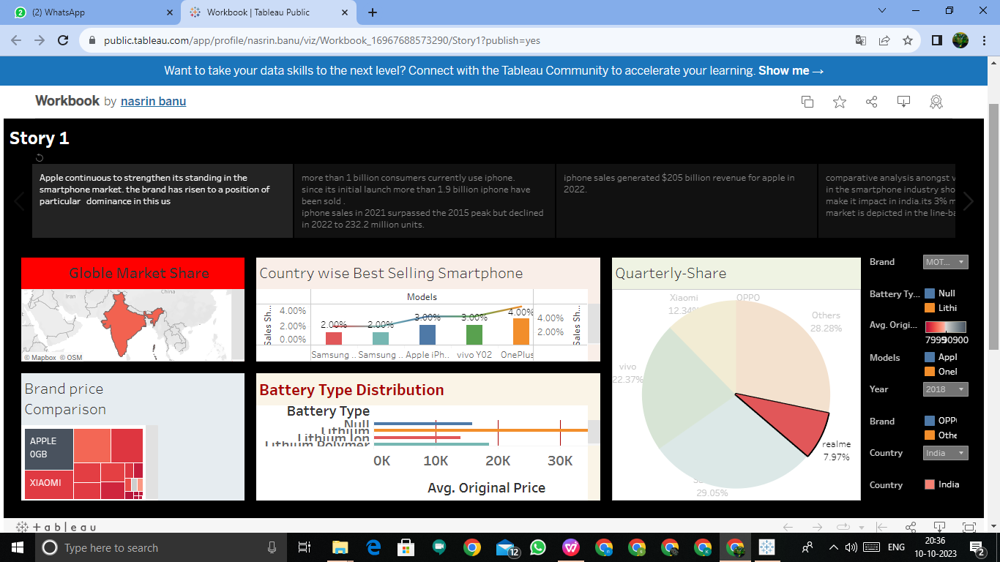 (2) WhatsApp
Workbook | Tableau Public
public.tableau.com/app/profile/nasrin.banu/viz/Workbook_16967688573290/Story1?publish=yes
Want to take your data skills to the next level? Connect with the Tableau Community to accelerate your learning. Show me →
Workbook by nasrin banu
Story 1
Apple continuous to strengthen its standing in the
smartphone market. the brand has risen to a position of
particular dominance in this us
more than 1 billion consumers currently use iphone.
since its initial launch more than 1.9 billion iphone have
been sold .
iphone sales in 2021 surpassed the 2015 peak but declined
in 2022 to 232.2 million units.
iphone sales generated $205 billion revenue for apple in
2022.
comparative analysis anongst
in the smartphone industry sho
make it impact in india.its 3% m
market is depicted in the line-ba
Globle Market Share
Iran
China
© Mapbox © OSM
Country wise Best Selling Smartphone
Models
Sales Sh...
4.00%
2.00%
0.00%
2.00%
2.00%
3.00%
3.00%
4.00%
4.00%
2.00%
Sales Sh...
Samsung ..
Samsung ..
Apple iPh..
vivo Y02
OnePlus
Quarterly-Share
Xiaomi
12.34%
OPPO
Others
28.28%
vivo
22.37%
realme
7.97%
29.05%
Brand price
Comparison
APPLE
0GB
XIAOMI
Battery Type Distribution
Battery Type
Null
Lithium
Lithium Ion
Lithium Polymer
0K
10K
20K
30K
Avg. Original Price
Brand
MOT...
Battery Ty...
Null
Lithi
Avg. Origi...
Models
Appl
Onel
Year
2018
Brand
OPP
Othe
Country
India
Country
India
+ a b l e a u
Type here to search
12
ENG
20:36
10-10-2023
2